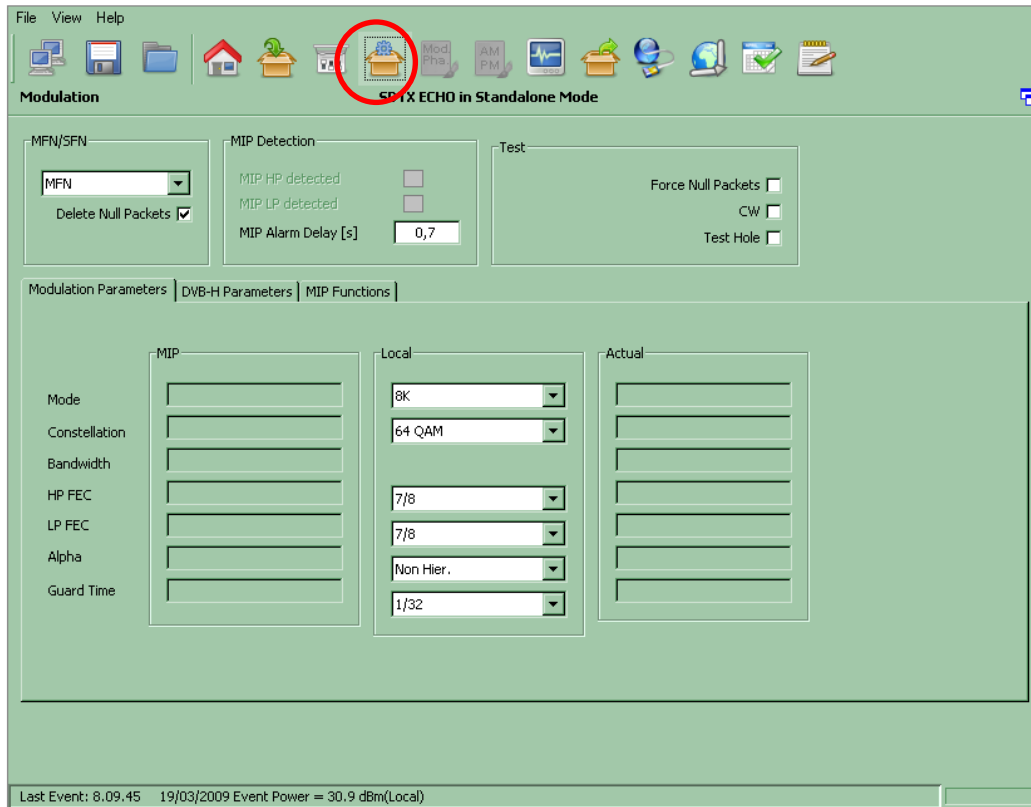 File View Help
Mod. Pha.
AM PM
Modulation
ECHO in Standalone Mode
MFN/SFN
MFN
Delete Null Packets
MIP Detection
MIP HP detected
MIP LP detected
MIP Alarm Delay [s] 0,7
Test
Force Null Packets
CW
Test Hole
Modulation Parameters DVB-H Parameters MIP Functions
MIP Local Actual
Mode 8K
Constellation 64 QAM
Bandwidth
HP FEC 7/8
LP FEC 7/8
Alpha Non Hier.
Guard Time 1/32
Last Event: 8.09.45 19/03/2009 Event Power = 30.9 dBm(Local)